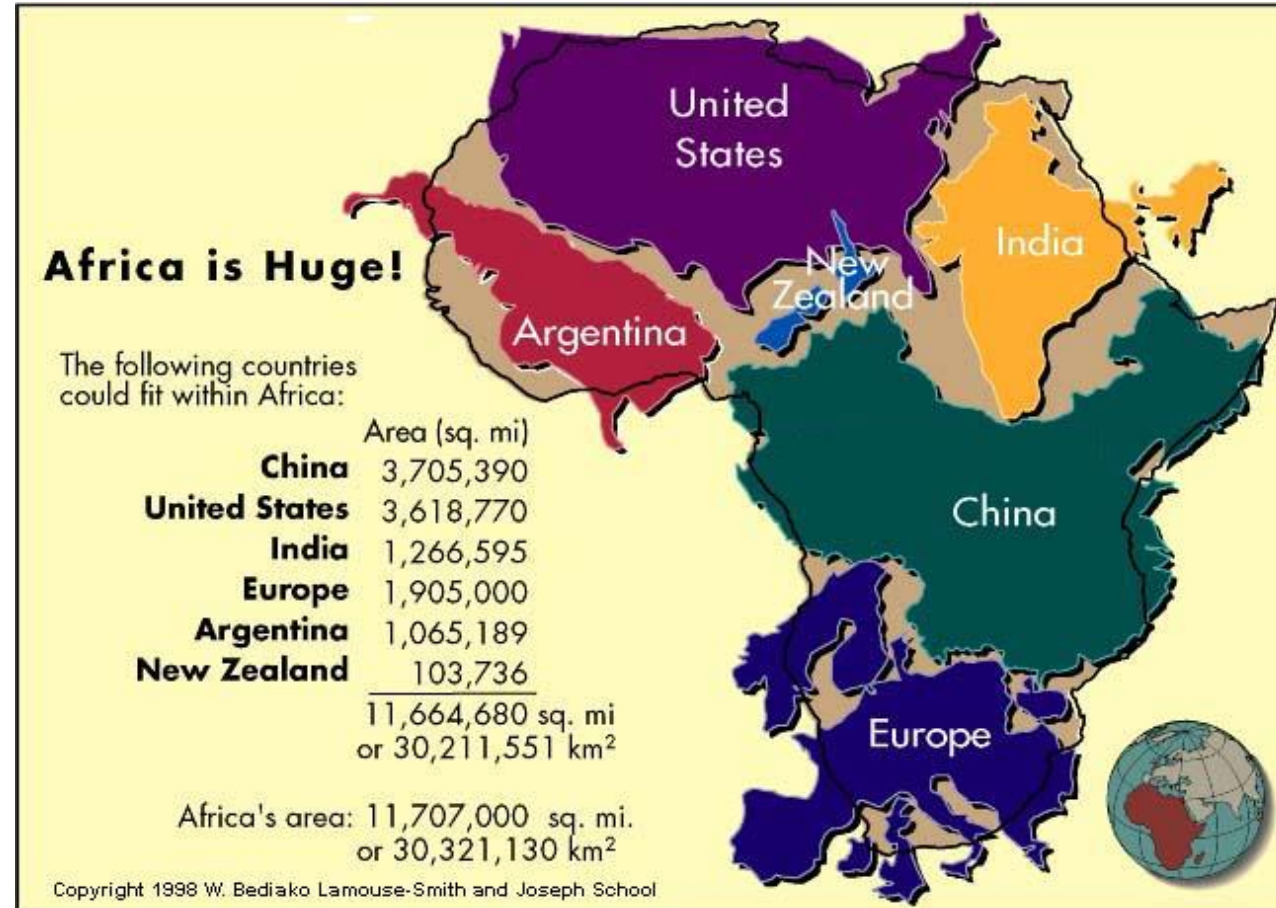 Africa is Huge!
The following countries
could fit within Africa:
Area (sq. mi)
China 3,705,390
United States 3,618,770
India 1,266,595
Europe 1,905,000
Argentina 1,065,189
New Zealand 103,736
11,664,680 sq. mi
or 30,211,551 km²
Africa's area: 11,707,000 sq. mi.
or 30,321,130 km²
Copyright 1998 W. Bediako Lamouse-Smith and Joseph School
United
States
India
New
Zealand
Argentina
China
Europe